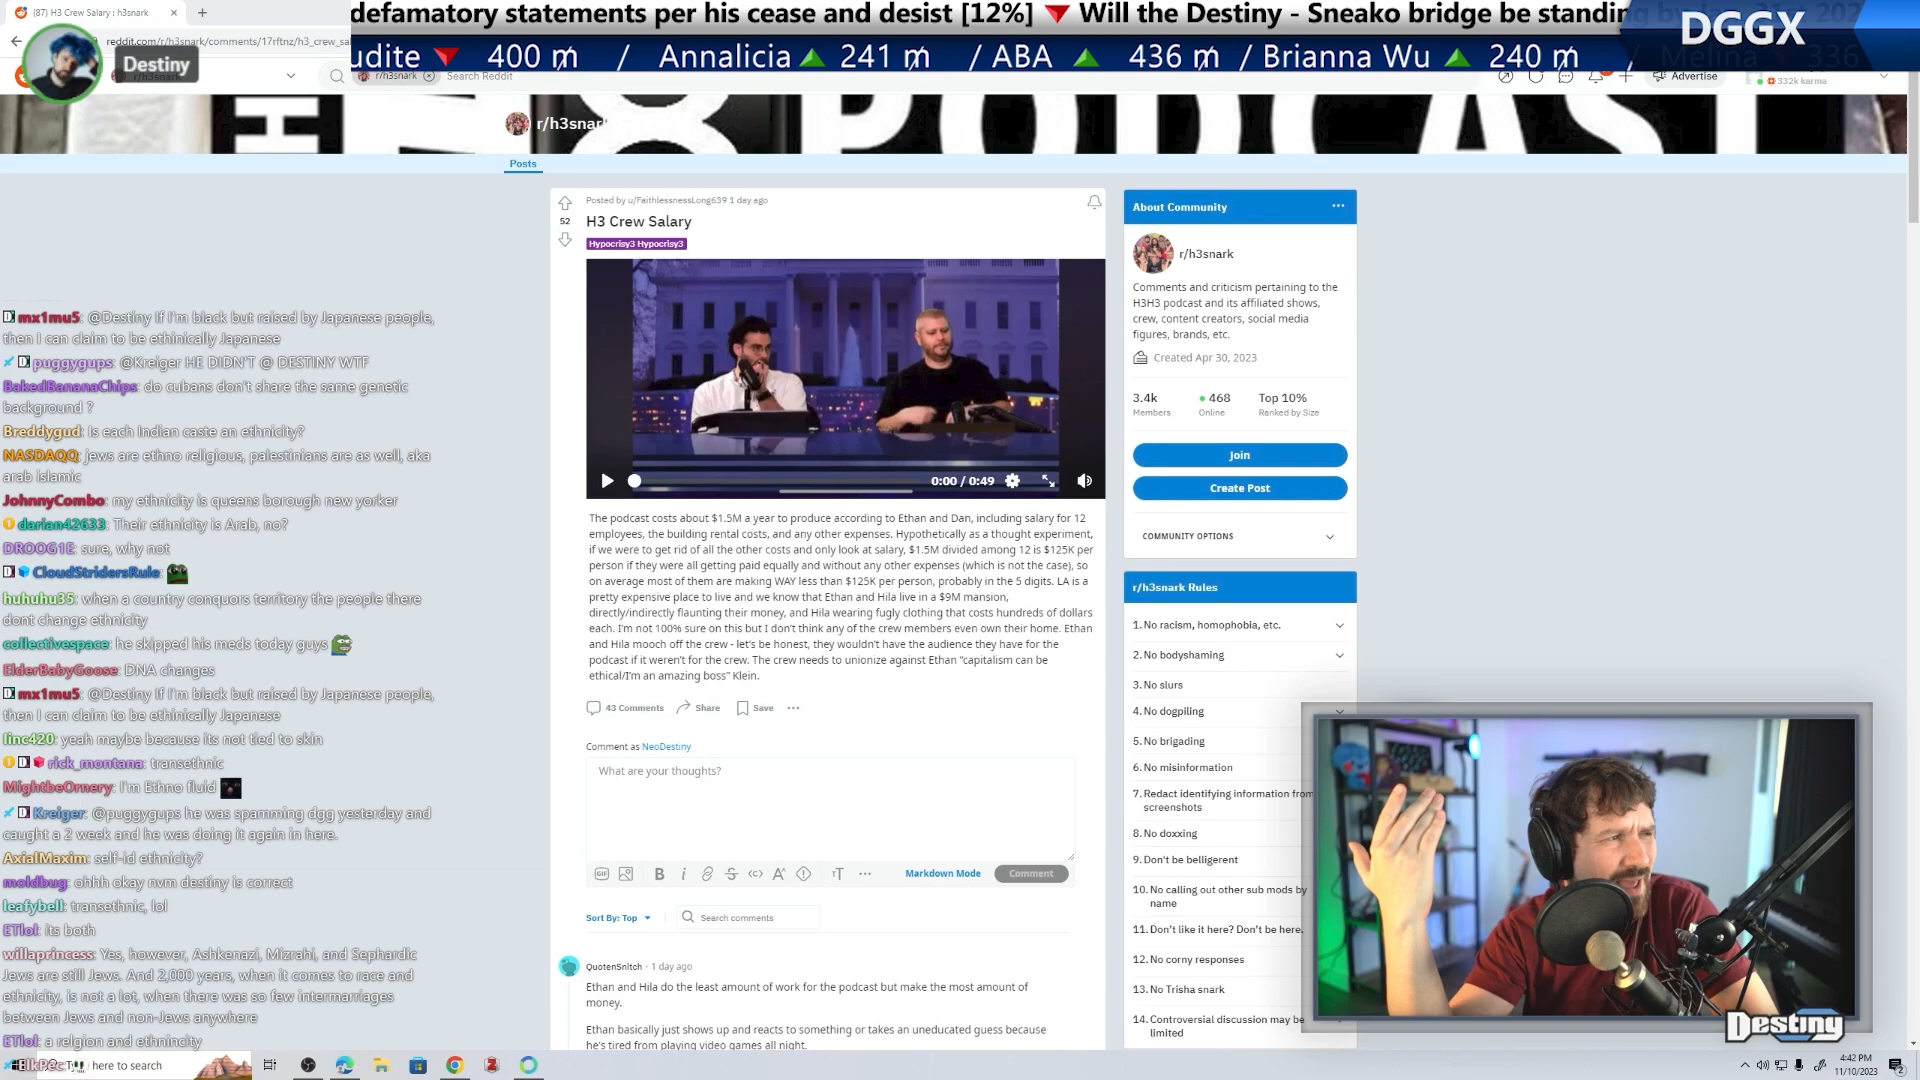 (87) H3 Crew Salary : h3snark
defamatory statements per his cease and desist [12%] Will the Destiny - Sneako bridge be standing
DGGX
reddit.com/r/h3snark/comments/17rftnz/h3_crew_sal
Destiny
udite 400 ₥ / Annalicia 241 ₥ / ABA 436 ₥ / Brianna Wu 240 ₥ / Melina 336
r/h3snark
Search Reddit
Advertise
332k karma
r/h3snark
H3 PODCAST
Posts
Posted by u/FaithlessnessLong639 1 day ago
52
H3 Crew Salary
Hypocrisy3 Hypocrisy3
0:00 / 0:49
The podcast costs about $1.5M a year to produce according to Ethan and Dan, including salary for 12
employees, the building rental costs, and any other expenses. Hypothetically as a thought experiment,
if we were to get rid of all the other costs and only look at salary, $1.5M divided among 12 is $125K per
person if they were all getting paid equally and without any other expenses (which is not the case), so
on average most of them are making WAY less than $125K per person, probably in the 5 digits. LA is a
pretty expensive place to live and we know that Ethan and Hila live in a $9M mansion,
directly/indirectly flaunting their money, and Hila wearing fugly clothing that costs hundreds of dollars
each. I'm not 100% sure on this but I don't think any of the crew members even own their home. Ethan
and Hila mooch off the crew - let's be honest, they wouldn't have the audience they have for the
podcast if it weren't for the crew. The crew needs to unionize against Ethan "capitalism can be
ethical/I'm an amazing boss" Klein.
43 Comments Share Save
Comment as NeoDestiny
What are your thoughts?
Markdown Mode
Comment
Sort By: Top
Search comments
QuotenSnitch · 1 day ago
Ethan and Hila do the least amount of work for the podcast but make the most amount of
money.
Ethan basically just shows up and reacts to something or takes an uneducated guess because
he's tired from playing video games all night.
About Community
r/h3snark
Comments and criticism pertaining to the
H3H3 podcast and its affiliated shows,
crew, content creators, social media
figures, brands, etc.
Created Apr 30, 2023
3.4k 468 Top 10%
Members Online Ranked by Size
Join
Create Post
COMMUNITY OPTIONS
r/h3snark Rules
1. No racism, homophobia, etc.
2. No bodyshaming
3. No slurs
4. No dogpiling
5. No brigading
6. No misinformation
7. Redact identifying information from
screenshots
8. No doxxing
9. Don't be belligerent
10. No calling out other sub mods by
name
11. Don't like it here? Don't be here.
12. No corny responses
13. No Trisha snark
14. Controversial discussion may be
limited
mx1mu5: @Destiny If I'm black but raised by Japanese people,
then I can claim to be ethinically Japanese
puggygups: @Kreiger HE DIDN'T @ DESTINY WTF
BakedBananaChips: do cubans don't share the same genetic
background ?
Breddygud: Is each Indian caste an ethnicity?
NASDAQQ: jews are ethno religious, palestinians are as well, aka
arab islamic
JohnnyCombo: my ethnicity is queens borough new yorker
darian42633: Their ethnicity is Arab, no?
DROOG1E: sure, why not
CloudStridersRule:
huhuhu35: when a country conquors territory the people there
dont change ethnicity
collectivespace: he skipped his meds today guys
ElderBabyGoose: DNA changes
mx1mu5: @Destiny If I'm black but raised by Japanese people,
then I can claim to be ethinically Japanese
linc420: yeah maybe because its not tied to skin
rick_montana: transethnic
MightbeOrnery: I'm Ethno fluid
Kreiger: @puggygups he was spamming dgg yesterday and
caught a 2 week and he was doing it again in here.
AxialMaxim: self-id ethnicity?
moldbug: ohhh okay nvm destiny is correct
leafybell: transethnic, lol
ETlol: its both
willaprincess: Yes, however, Ashkenazi, Mizrahi, and Sephardic
Jews are still Jews. And 2,000 years, when it comes to race and
ethnicity, is not a lot, when there was so few intermarriages
between Jews and non-Jews anywhere
ETlol: a relgion and ethnincity
here to search
Destiny
4:42 PM
11/10/2023
2